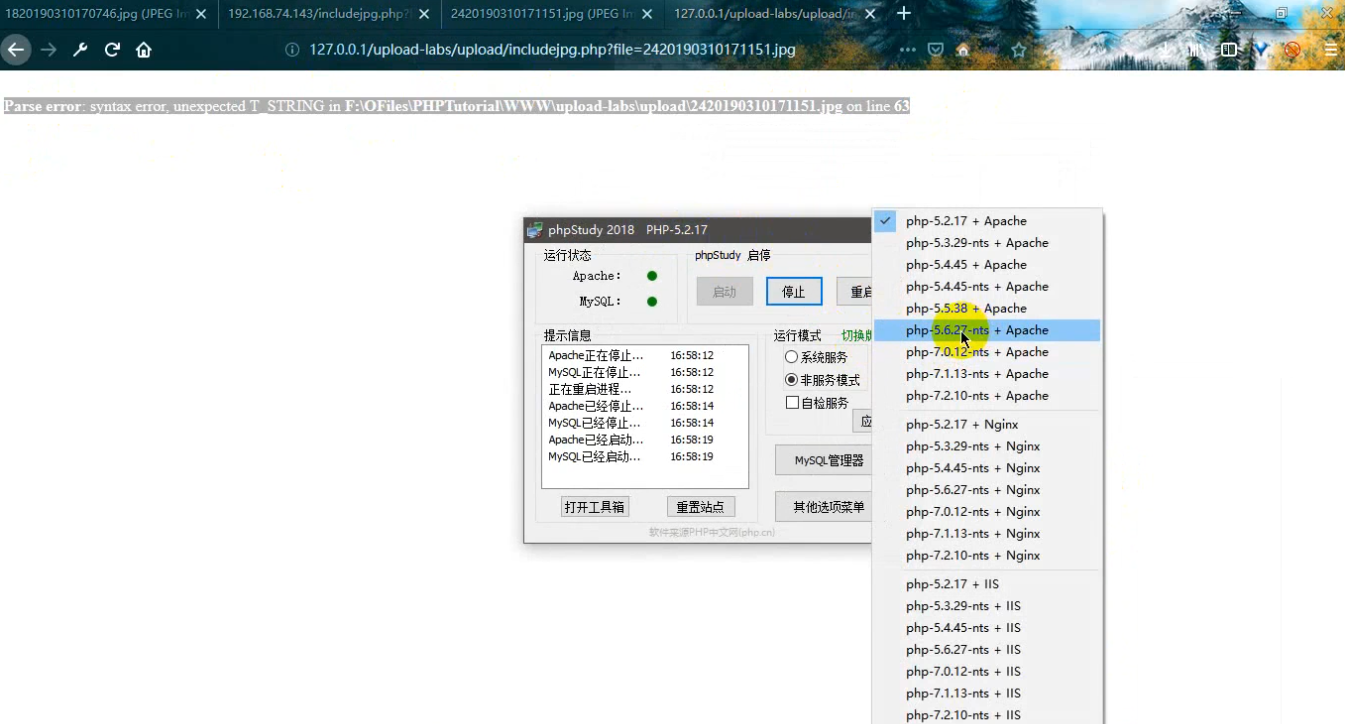 1820190310170746.jpg (JPEG Im
192.168.74.143/includejpg.php?
2420190310171151.jpg (JPEG Im
127.0.0.1/upload-labs/upload/in
127.0.0.1/upload-labs/upload/includejpg.php?file=2420190310171151.jpg
Parse error: syntax error, unexpected T_STRING in F:\OFiles\PHPTutorial\WWW\upload-labs\upload\2420190310171151.jpg on line 63
phpStudy 2018 PHP-5.2.17
运行状态
Apache:
MySQL:
phpStudy 启停
启动
停止
重启
提示信息
Apache正在停止... 16:58:12
MySQL正在停止... 16:58:12
正在重启进程... 16:58:12
Apache已经停止... 16:58:14
MySQL已经停止... 16:58:14
Apache已经启动... 16:58:19
MySQL已经启动... 16:58:19
打开工具箱
重置站点
运行模式
切换版
系统服务
非服务模式
自检服务
应
MySQL管理器
其他选项菜单
软件来源PHP中文网(php.cn)
php-5.2.17 + Apache
php-5.3.29-nts + Apache
php-5.4.45 + Apache
php-5.4.45-nts + Apache
php-5.5.38 + Apache
php-5.6.27-nts + Apache
php-7.0.12-nts + Apache
php-7.1.13-nts + Apache
php-7.2.10-nts + Apache
php-5.2.17 + Nginx
php-5.3.29-nts + Nginx
php-5.4.45-nts + Nginx
php-5.6.27-nts + Nginx
php-7.0.12-nts + Nginx
php-7.1.13-nts + Nginx
php-7.2.10-nts + Nginx
php-5.2.17 + IIS
php-5.3.29-nts + IIS
php-5.4.45-nts + IIS
php-5.6.27-nts + IIS
php-7.0.12-nts + IIS
php-7.1.13-nts + IIS
php-7.2.10-nts + IIS